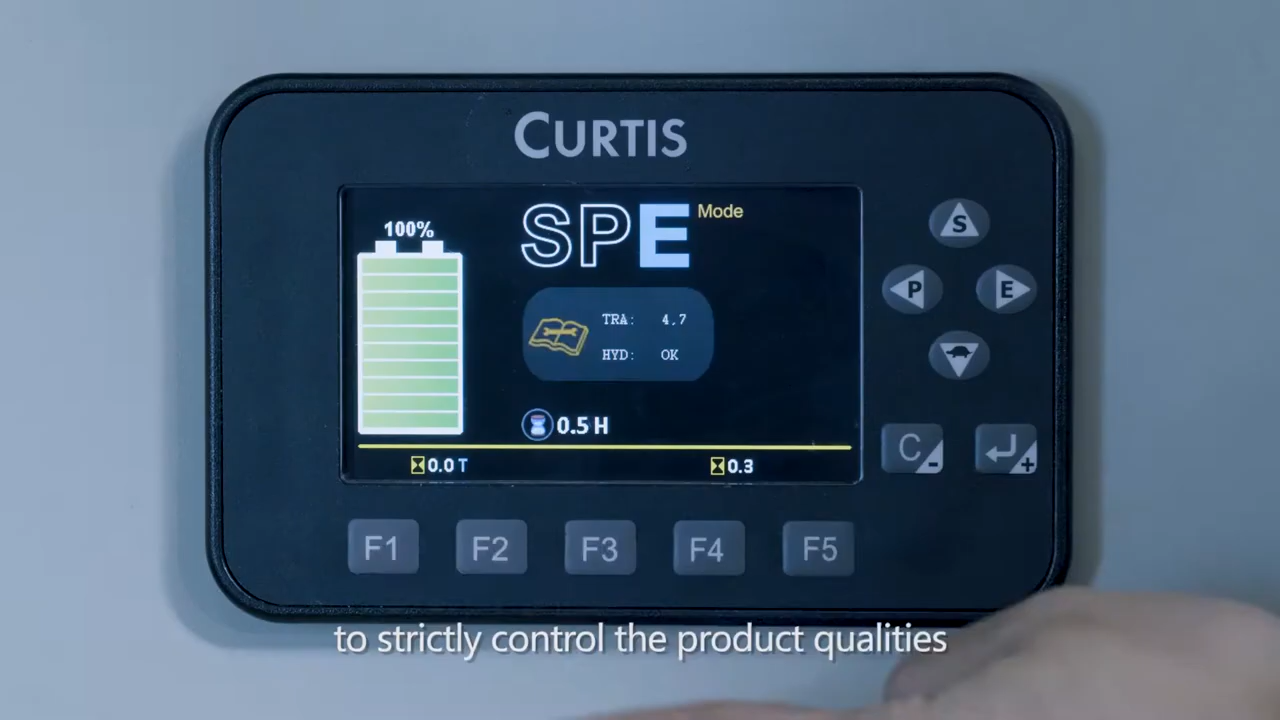 CURTIS
100%
SPE Mode
TRA: 4,7
HYD: OK
0.5 H
0.0 T
0.3
S
P
E
C -
+
F1 F2 F3 F4 F5
to strictly control the product qualities